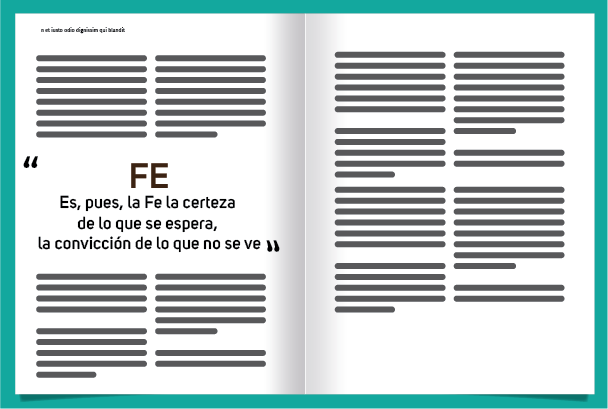 n et iusto odio dignissim qui blandit
“
FE
Es, pues, la Fe la certeza
de lo que se espera,
la convicción de lo que no se ve ”